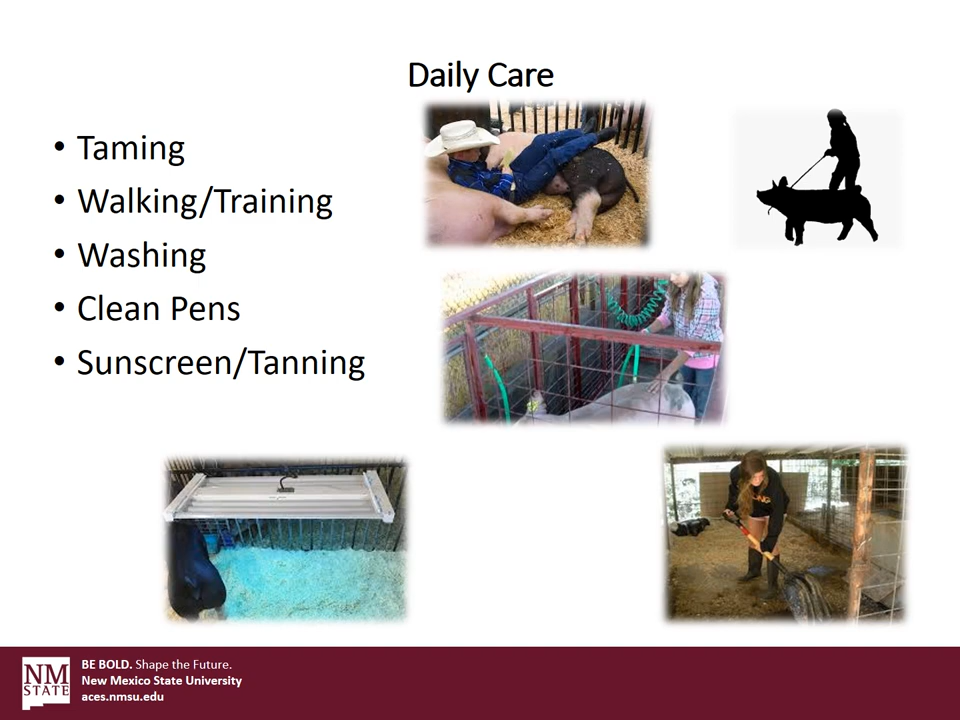 Daily Care
• Taming
• Walking/Training
• Washing
• Clean Pens
• Sunscreen/Tanning
NM
STATE
BE BOLD. Shape the Future.
New Mexico State University
aces.nmsu.edu